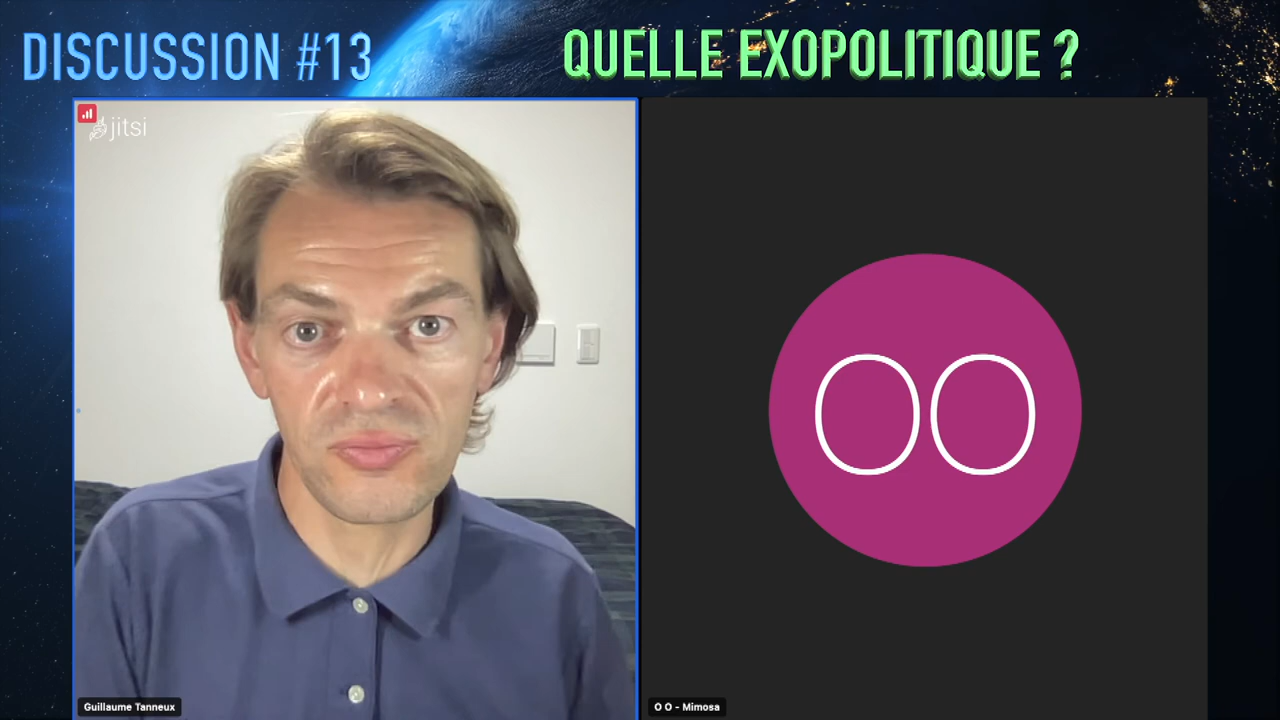 DISCUSSION #13
QUELLE EXOPOLITIQUE ?
jitsi
OO
Guillaume Tanneux
O O - Mimosa